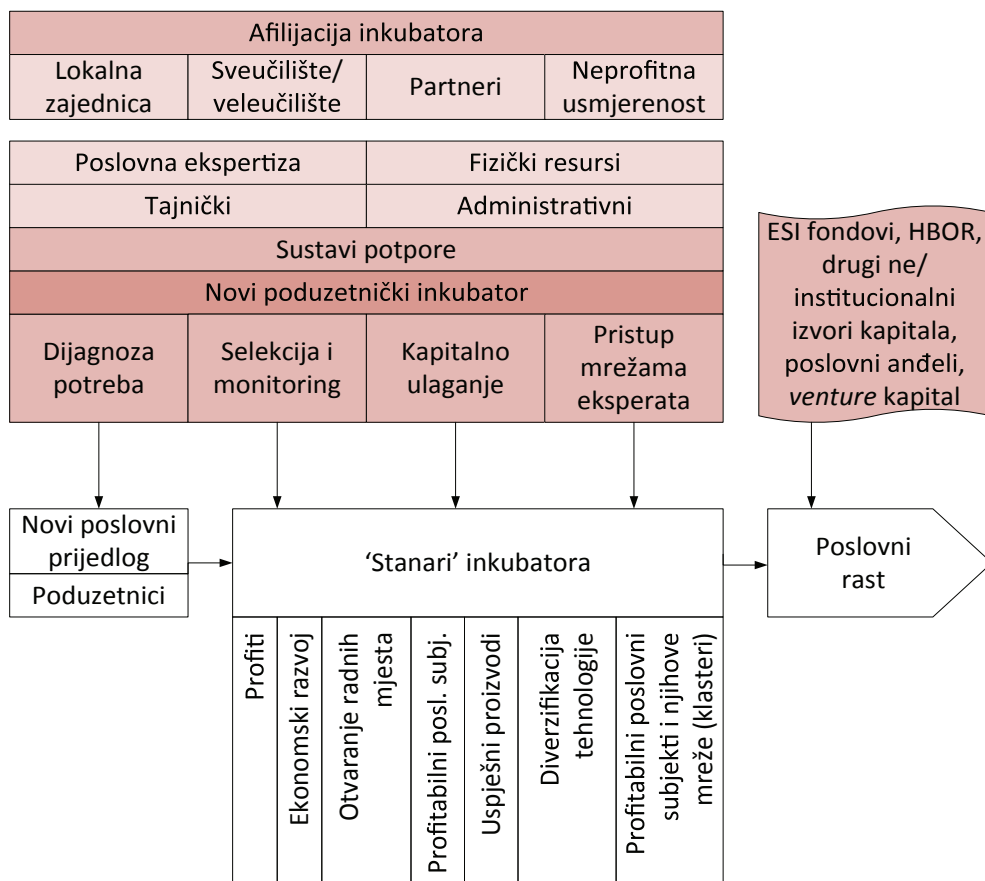 Afilijacija inkubatora
Lokalna
zajednica
Sveučilište/
veleučilište
Partneri
Neprofitna
usmjerenost
Poslovna ekspertiza
Fizički resursi
Tajnički
Administrativni
Sustavi potpore
Novi poduzetnički inkubator
Dijagnoza
potreba
Selekcija i
monitoring
Kapitalno
ulaganje
Pristup
mrežama
eksperata
ESI fondovi, HBOR,
drugi ne/
institucionalni
izvori kapitala,
poslovni anđeli,
venture kapital
Novi poslovni
prijedlog
Poduzetnici
‘Stanari’ inkubatora
Poslovni
rast
Profiti
Ekonomski razvoj
Otvaranje radnih
mjesta
Profitabilni posl. subj.
Uspješni proizvodi
Diverzifikacija
tehnologije
Profitabilni poslovni
subjekti i njihove
mreže (klasteri)